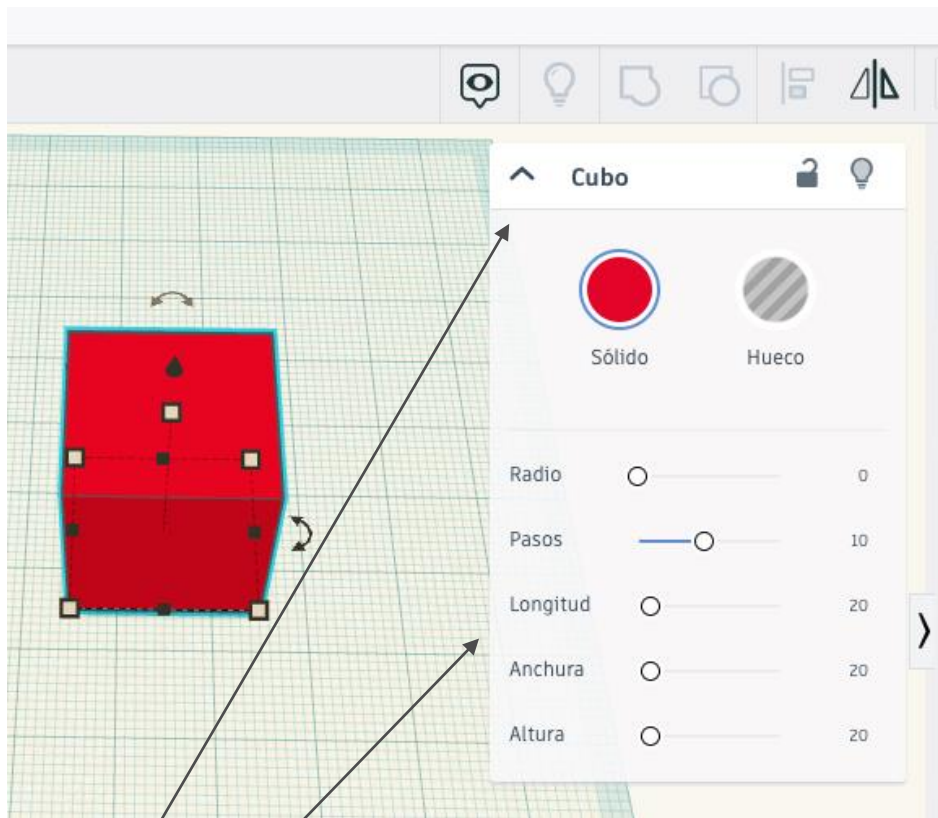 Cubo
Sólido Hueco
Radio 0
Pasos 10
Longitud 20
Anchura 20
Altura 20